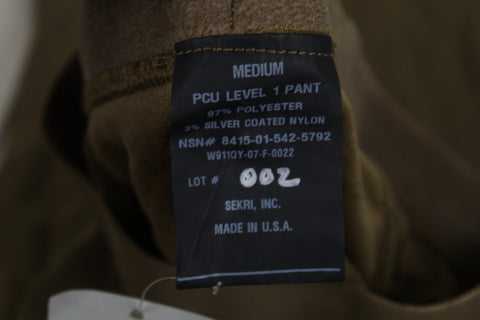 MEDIUM
PCU LEVEL 1 PANT
97% POLYESTER
3% SILVER COATED NYLON
NSN# 8415-01-542-5792
W911QY-07-F-0022
LOT # 002
SEKRI, INC.
MADE IN U.S.A.